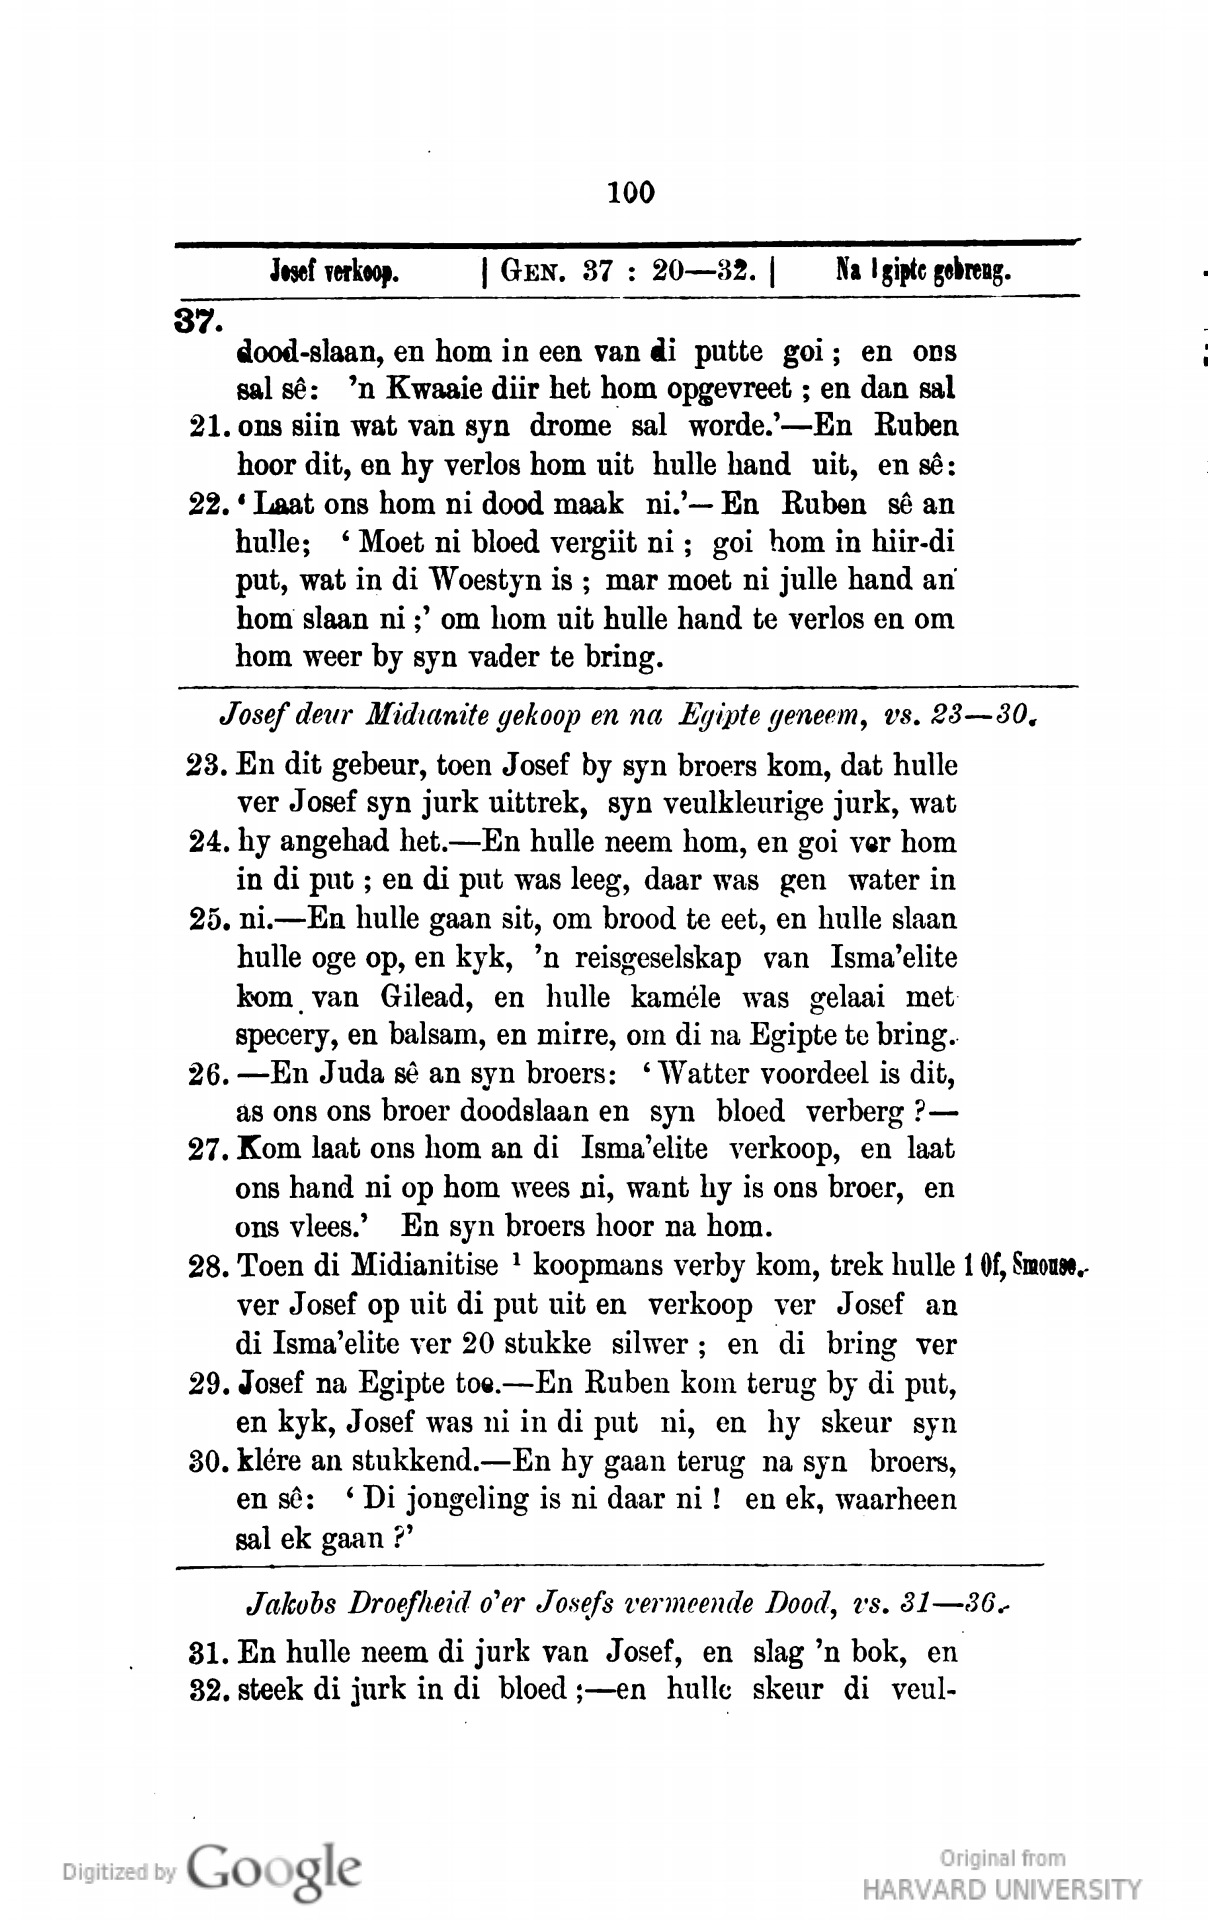 100
Josef verkoop. | GEN. 37 : 20—32. | Na Egipte gebreng.
37.
dood-slaan, en hom in een van di putte goi ; en ons
sal sê: 'n Kwaaie diir het hom opgevreet ; en dan sal
21. ons siin wat van syn drome sal worde.'—En Ruben
hoor dit, en hy verlos hom uit hulle hand uit, en sê:
22. ‘ Laat ons hom ni dood maak ni.’—En Ruben sê an
hulle; ‘ Moet ni bloed vergiit ni ; goi hom in hiir-di
put, wat in di Woestyn is ; mar moet ni julle hand an
hom slaan ni ;’ om hom uit hulle hand te verlos en om
hom weer by syn vader te bring.
Josef deur Midianite gekoop en na Egipte geneem, vs. 23—30.
23. En dit gebeur, toen Josef by syn broers kom, dat hulle
ver Josef syn jurk uittrek, syn veulkleurige jurk, wat
24. hy angehad het.—En hulle neem hom, en goi ver hom
in di put ; en di put was leeg, daar was gen water in
25. ni.—En hulle gaan sit, om brood te eet, en hulle slaan
hulle oge op, en kyk, 'n reisgeselskap van Isma'elite
kom van Gilead, en hulle kaméle was gelaai met
specery, en balsam, en mirre, om di na Egipte te bring.
26. —En Juda sê an syn broers: ‘ Watter voordeel is dit,
as ons ons broer doodslaan en syn bloed verberg ?—
27. Kom laat ons hom an di Isma'elite verkoop, en laat
ons hand ni op hom wees ni, want hy is ons broer, en
ons vlees.’ En syn broers hoor na hom.
28. Toen di Midianitise ¹ koopmans verby kom, trek hulle 1 Of, Smouse.
ver Josef op uit di put uit en verkoop ver Josef an
di Isma'elite ver 20 stukke silwer ; en di bring ver
29. Josef na Egipte toe.—En Ruben kom terug by di put,
en kyk, Josef was ni in di put ni, en hy skeur syn
30. klére an stukkend.—En hy gaan terug na syn broers,
en sê: ‘ Di jongeling is ni daar ni ! en ek, waarheen
sal ek gaan ?’
Jakobs Droefheid o'er Josefs vermeende Dood, vs. 31—36.
31. En hulle neem di jurk van Josef, en slag 'n bok, en
32. steek di jurk in di bloed ;—en hulle skeur di veul-
Digitized by Google
Original from
HARVARD UNIVERSITY